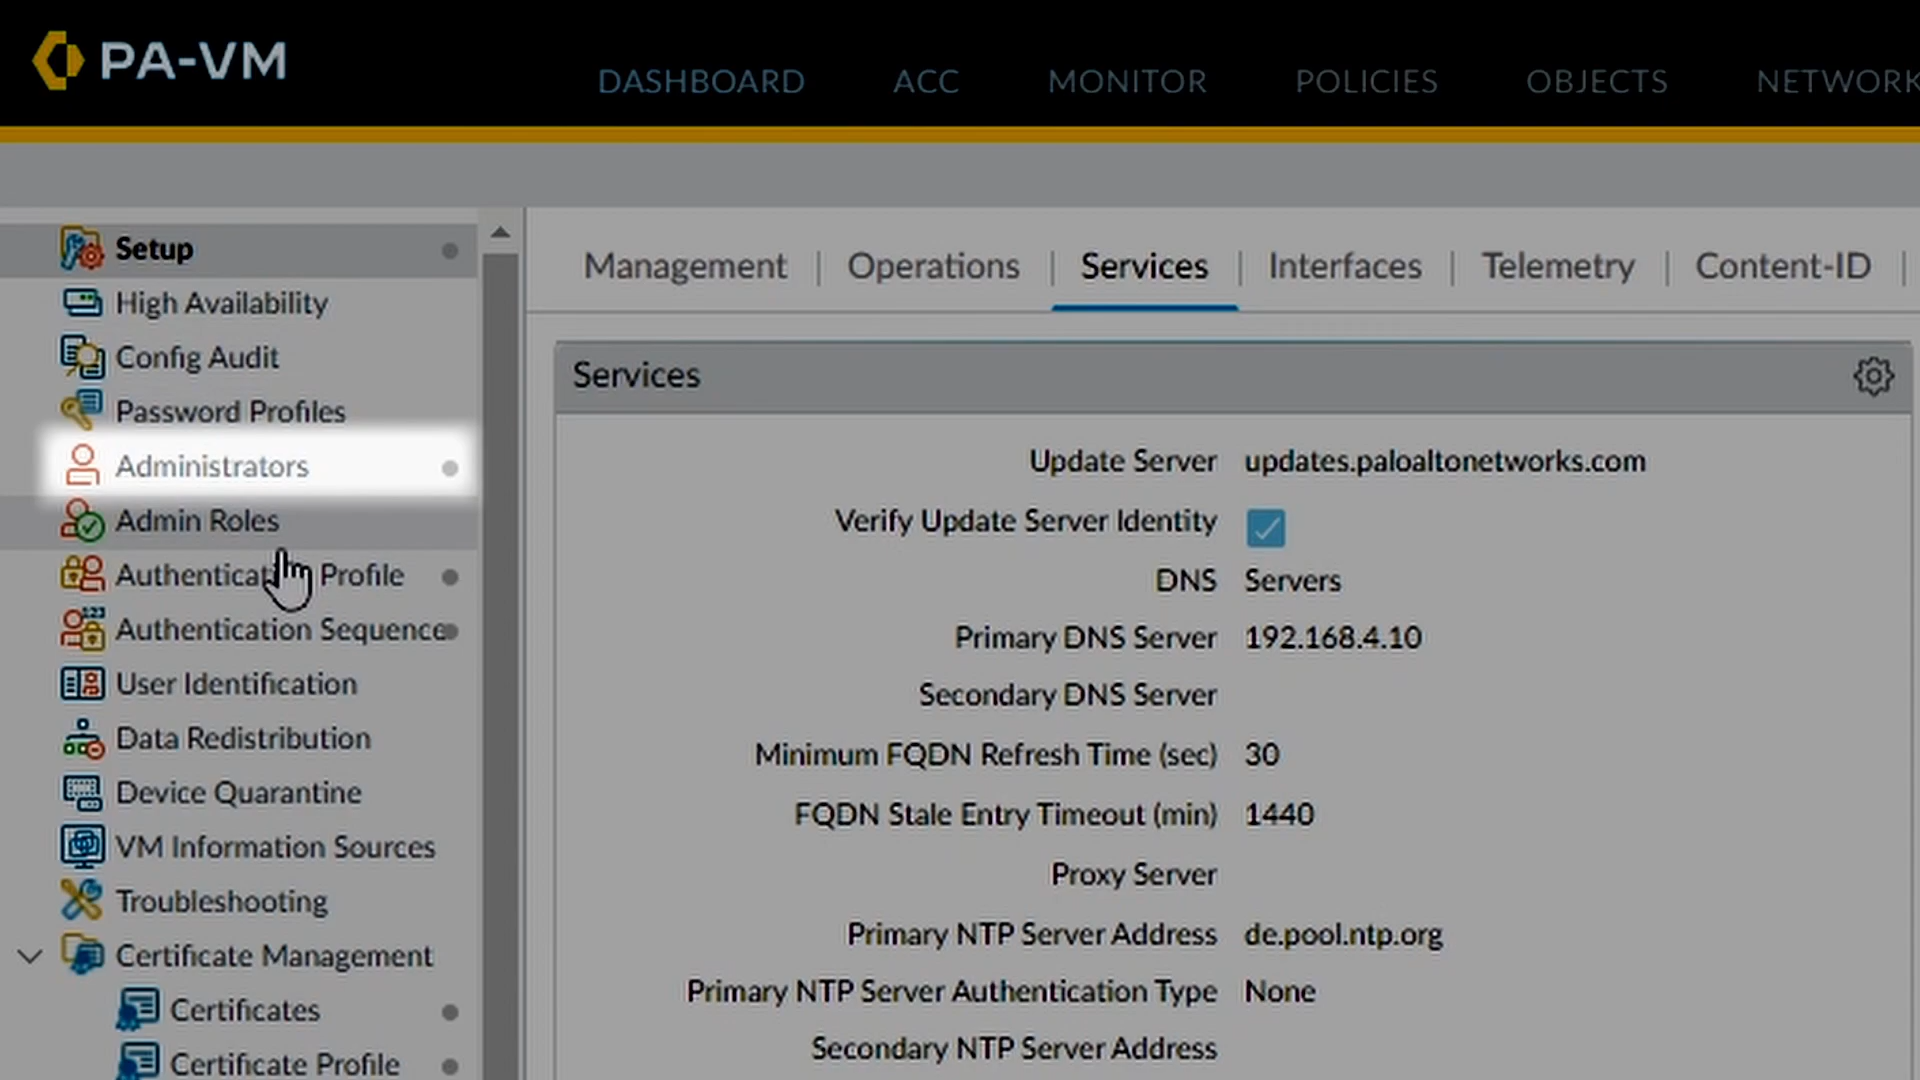 PA-VM
DASHBOARD ACC MONITOR POLICIES OBJECTS NETWORK
Setup
High Availability
Config Audit
Password Profiles
Administrators
Admin Roles
Authentication Profile
Authentication Sequence
User Identification
Data Redistribution
Device Quarantine
VM Information Sources
Troubleshooting
Certificate Management
Certificates
Certificate Profile
Management | Operations | Services | Interfaces | Telemetry | Content-ID |
Services
Update Server updates.paloaltonetworks.com
Verify Update Server Identity
DNS Servers
Primary DNS Server 192.168.4.10
Secondary DNS Server
Minimum FQDN Refresh Time (sec) 30
FQDN Stale Entry Timeout (min) 1440
Proxy Server
Primary NTP Server Address de.pool.ntp.org
Primary NTP Server Authentication Type None
Secondary NTP Server Address